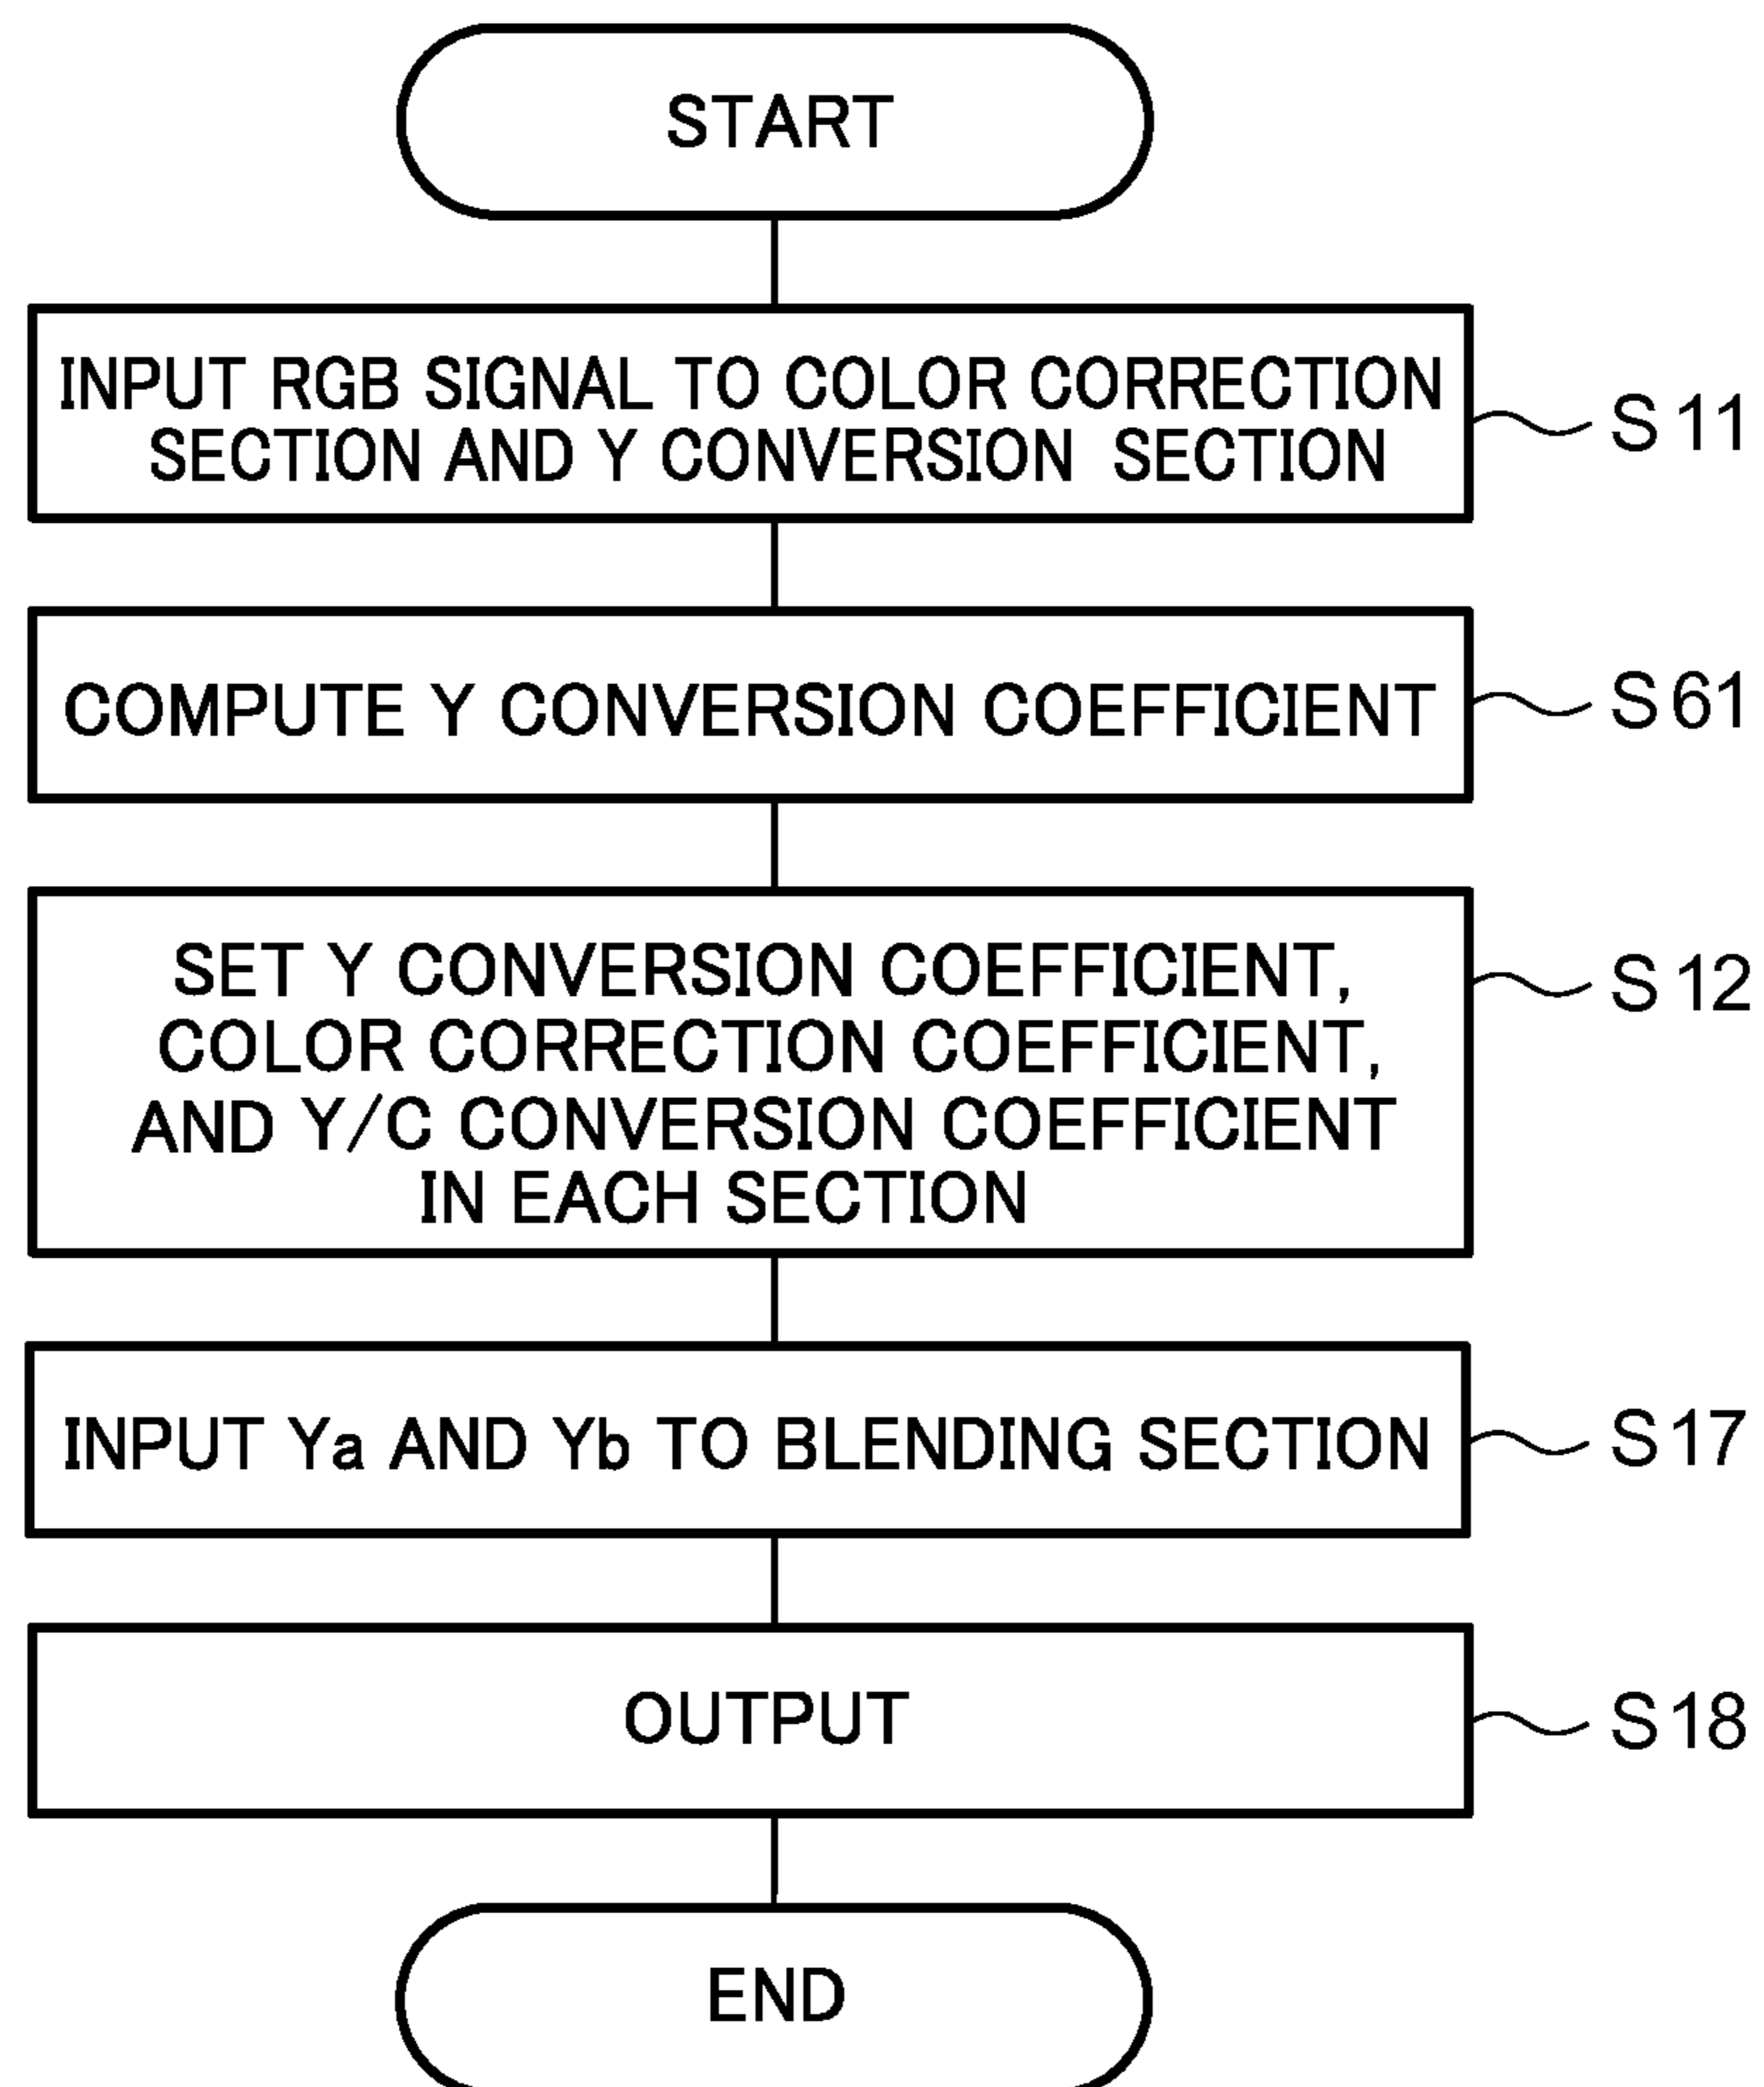 START
INPUT RGB SIGNAL TO COLOR CORRECTION
SECTION AND Y CONVERSION SECTION
S11
COMPUTE Y CONVERSION COEFFICIENT
S61
SET Y CONVERSION COEFFICIENT,
COLOR CORRECTION COEFFICIENT,
AND Y/C CONVERSION COEFFICIENT
IN EACH SECTION
S12
INPUT Ya AND Yb TO BLENDING SECTION
S17
OUTPUT
S18
END